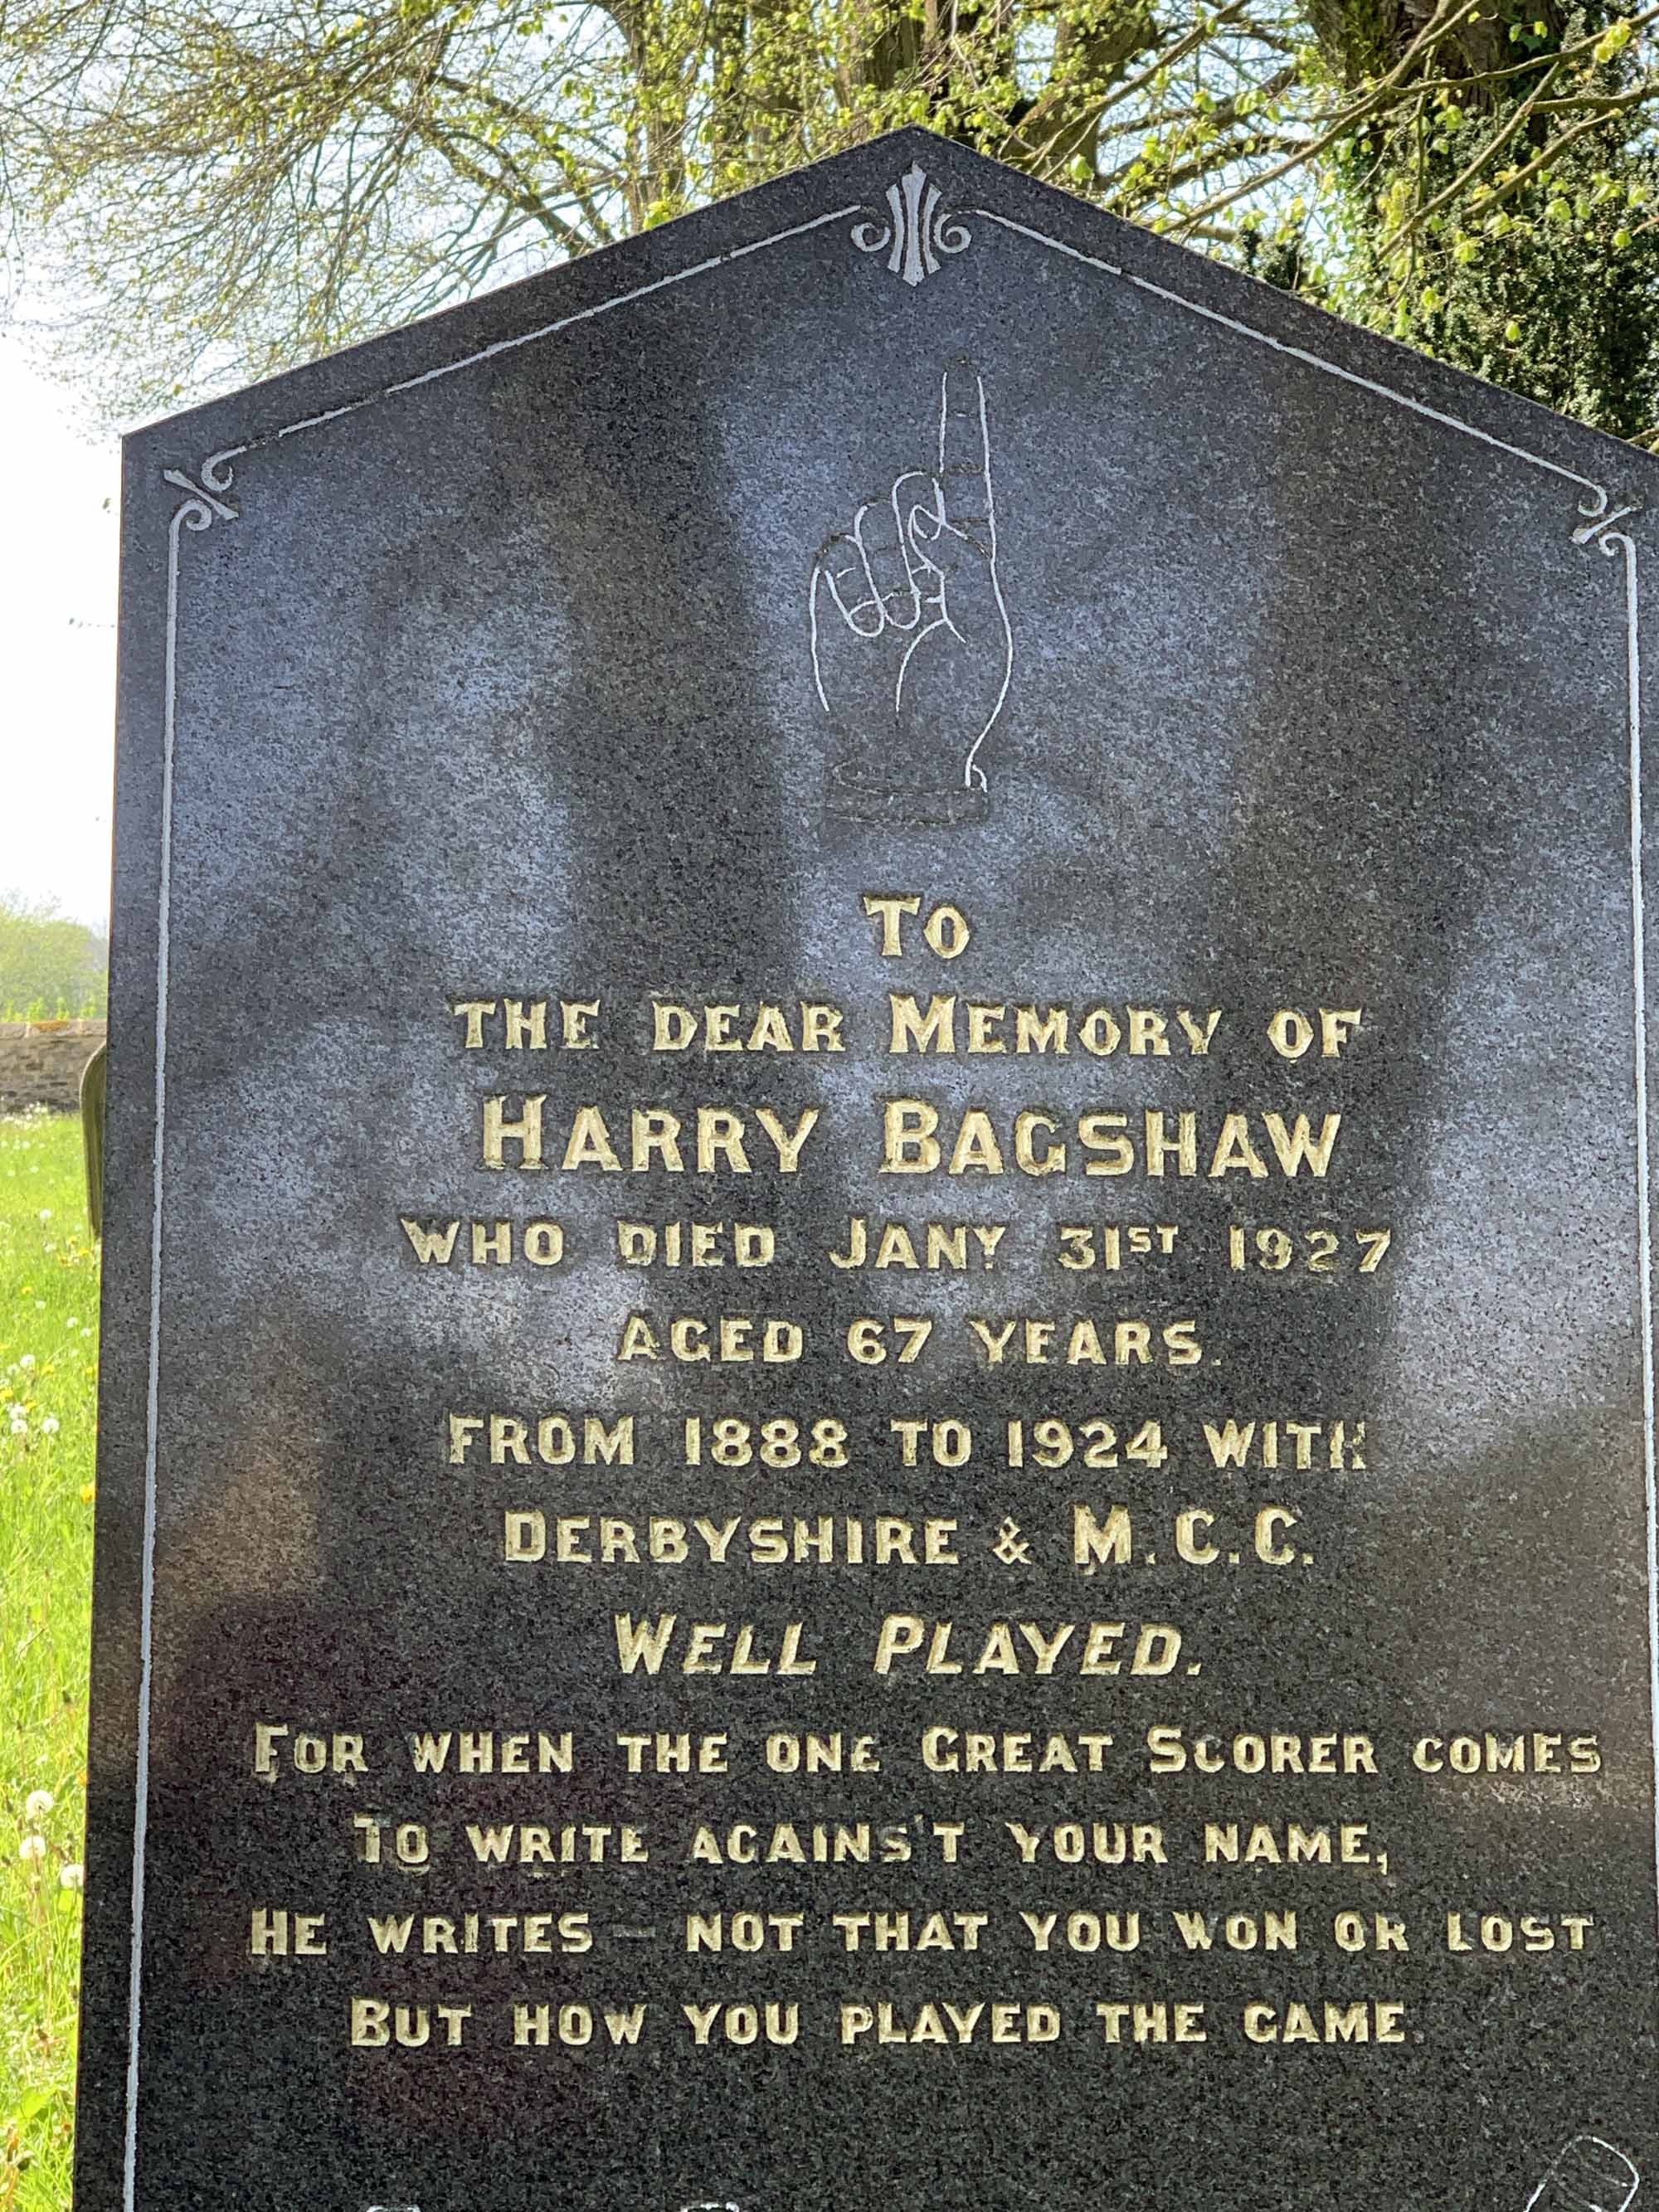 TO
THE DEAR MEMORY OF
HARRY BAGSHAW
WHO DIED JANY. 31ST 1927
AGED 67 YEARS.
FROM 1888 TO 1924 WITH
DERBYSHIRE & M.C.C.
WELL PLAYED.
FOR WHEN THE ONE GREAT SCORER COMES
TO WRITE AGAINS'T YOUR NAME,
HE WRITES – NOT THAT YOU WON OR LOST
BUT HOW YOU PLAYED THE GAME.